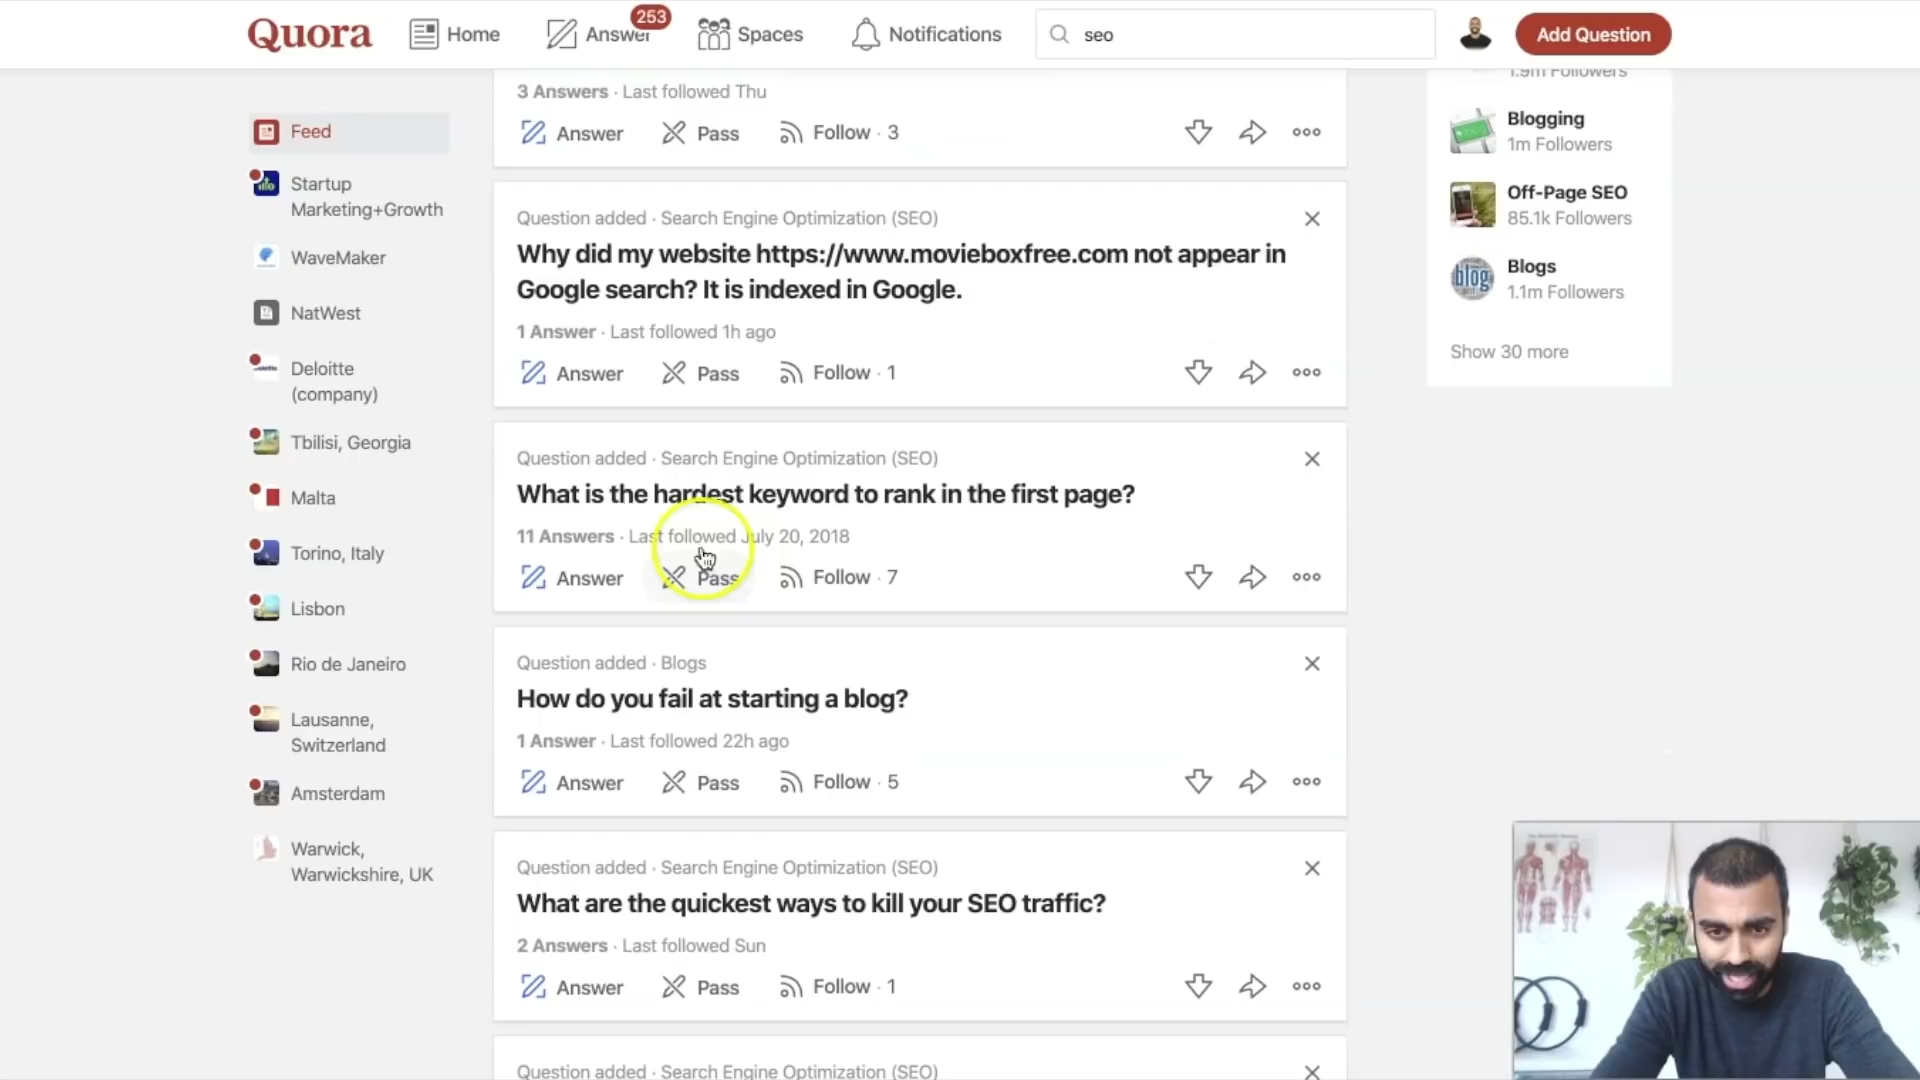 Quora
Home
Answer
253
Spaces
Notifications
seo
Add Question
Feed
Startup
Marketing+Growth
WaveMaker
NatWest
Deloitte
(company)
Tbilisi, Georgia
Malta
Torino, Italy
Lisbon
Rio de Janeiro
Lausanne,
Switzerland
Amsterdam
Warwick,
Warwickshire, UK
3 Answers · Last followed Thu
Answer Pass Follow · 3
Question added · Search Engine Optimization (SEO)
Why did my website https://www.movieboxfree.com not appear in
Google search? It is indexed in Google.
1 Answer · Last followed 1h ago
Answer Pass Follow · 1
Question added · Search Engine Optimization (SEO)
What is the hardest keyword to rank in the first page?
11 Answers · Last followed July 20, 2018
Answer Pass Follow · 7
Question added · Blogs
How do you fail at starting a blog?
1 Answer · Last followed 22h ago
Answer Pass Follow · 5
Question added · Search Engine Optimization (SEO)
What are the quickest ways to kill your SEO traffic?
2 Answers · Last followed Sun
Answer Pass Follow · 1
Question added · Search Engine Optimization (SEO)
1.9m Followers
Blogging
1m Followers
Off-Page SEO
85.1k Followers
blog
Blogs
1.1m Followers
Show 30 more